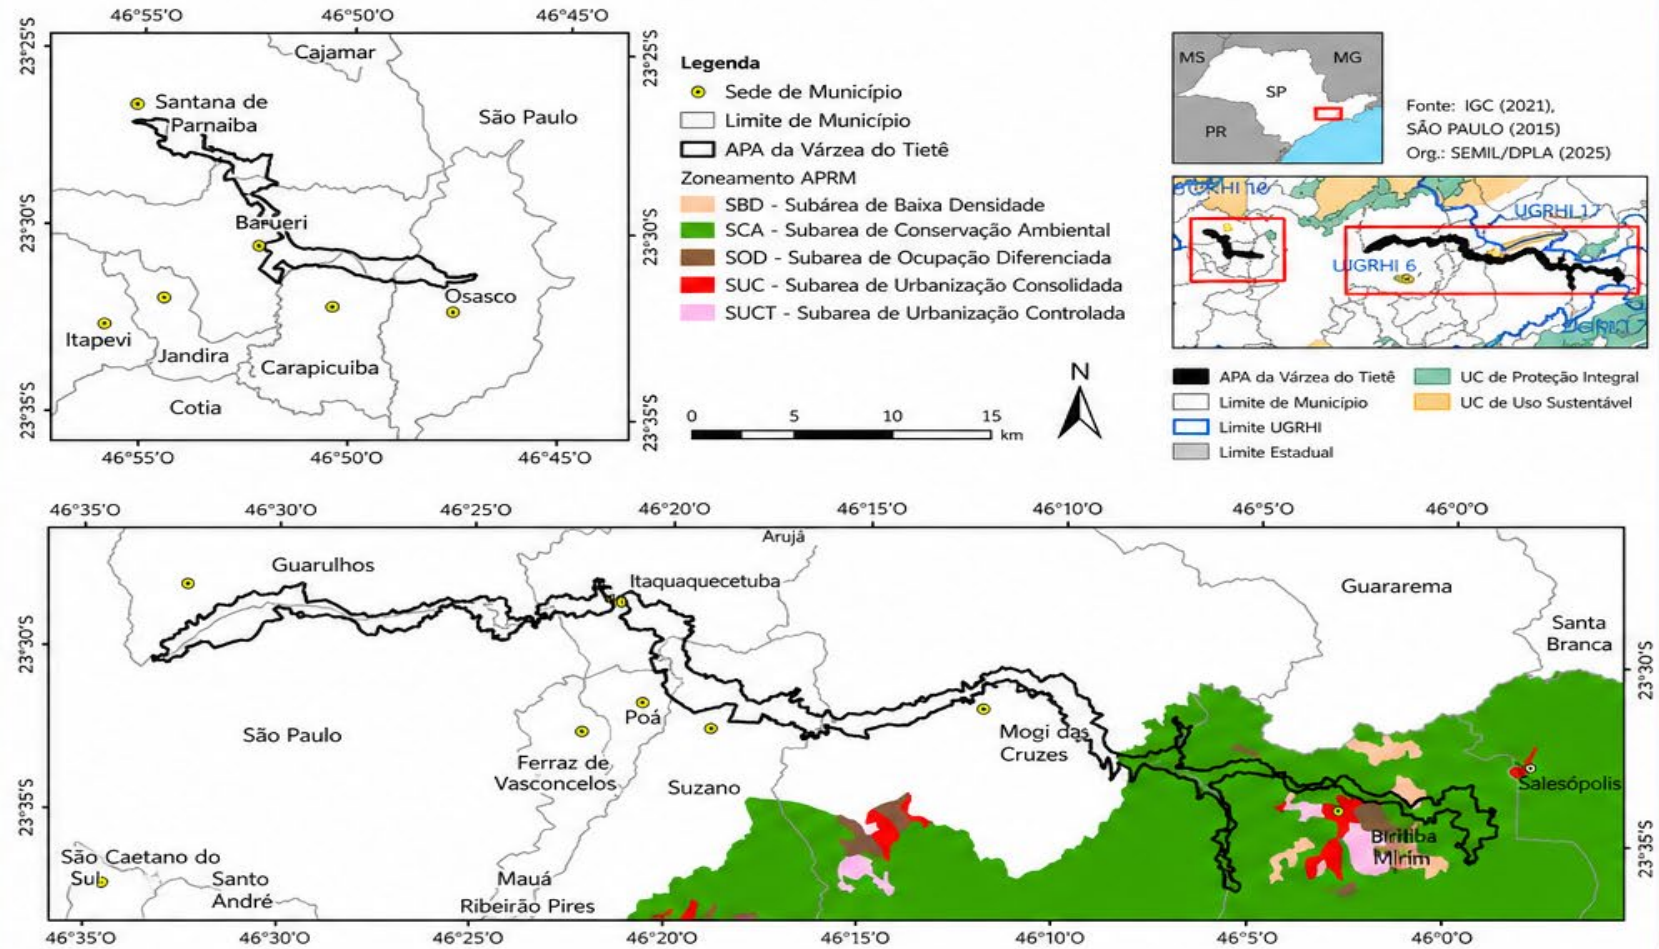 46°55'O 46°50'O 46°45'O
23°25'S
23°25'S
Cajamar
Santana de
Parnaiba
São Paulo
23°30'S
23°30'S
Barueri
Osasco
Itapevi
Jandira
Carapicuiba
Cotia
23°35'S
23°35'S
46°55'O 46°50'O 46°45'O
Legenda
Sede de Município
Limite de Município
APA da Várzea do Tietê
Zoneamento APRM
SBD - Subárea de Baixa Densidade
SCA - Subarea de Conservação Ambiental
SOD - Subarea de Ocupação Diferenciada
SUC - Subarea de Urbanização Consolidada
SUCT - Subarea de Urbanização Controlada
N
0 5 10 15
km
MS
MG
SP
PR
Fonte: IGC (2021),
SÃO PAULO (2015)
Org.: SEMIL/DPLA (2025)
UGRHI 6
APA da Várzea do Tietê
Limite de Município
Limite UGRHI
Limite Estadual
UC de Proteção Integral
UC de Uso Sustentável
46°35'O 46°30'O 46°25'O 46°20'O 46°15'O 46°10'O 46°5'O 46°0'O
Arujá
Guarulhos
Itaquaquecetuba
Guararema
Santa
Branca
23°30'S
23°30'S
São Paulo
Poá
Mogi das
Cruzes
Ferraz de
Vasconcelos
Suzano
Salesópolis
23°35'S
23°35'S
Biritiba
Mirim
São Caetano do
Sul
Santo
André
Mauá
Ribeirão Pires
46°35'O 46°30'O 46°25'O 46°20'O 46°15'O 46°10'O 46°5'O 46°0'O